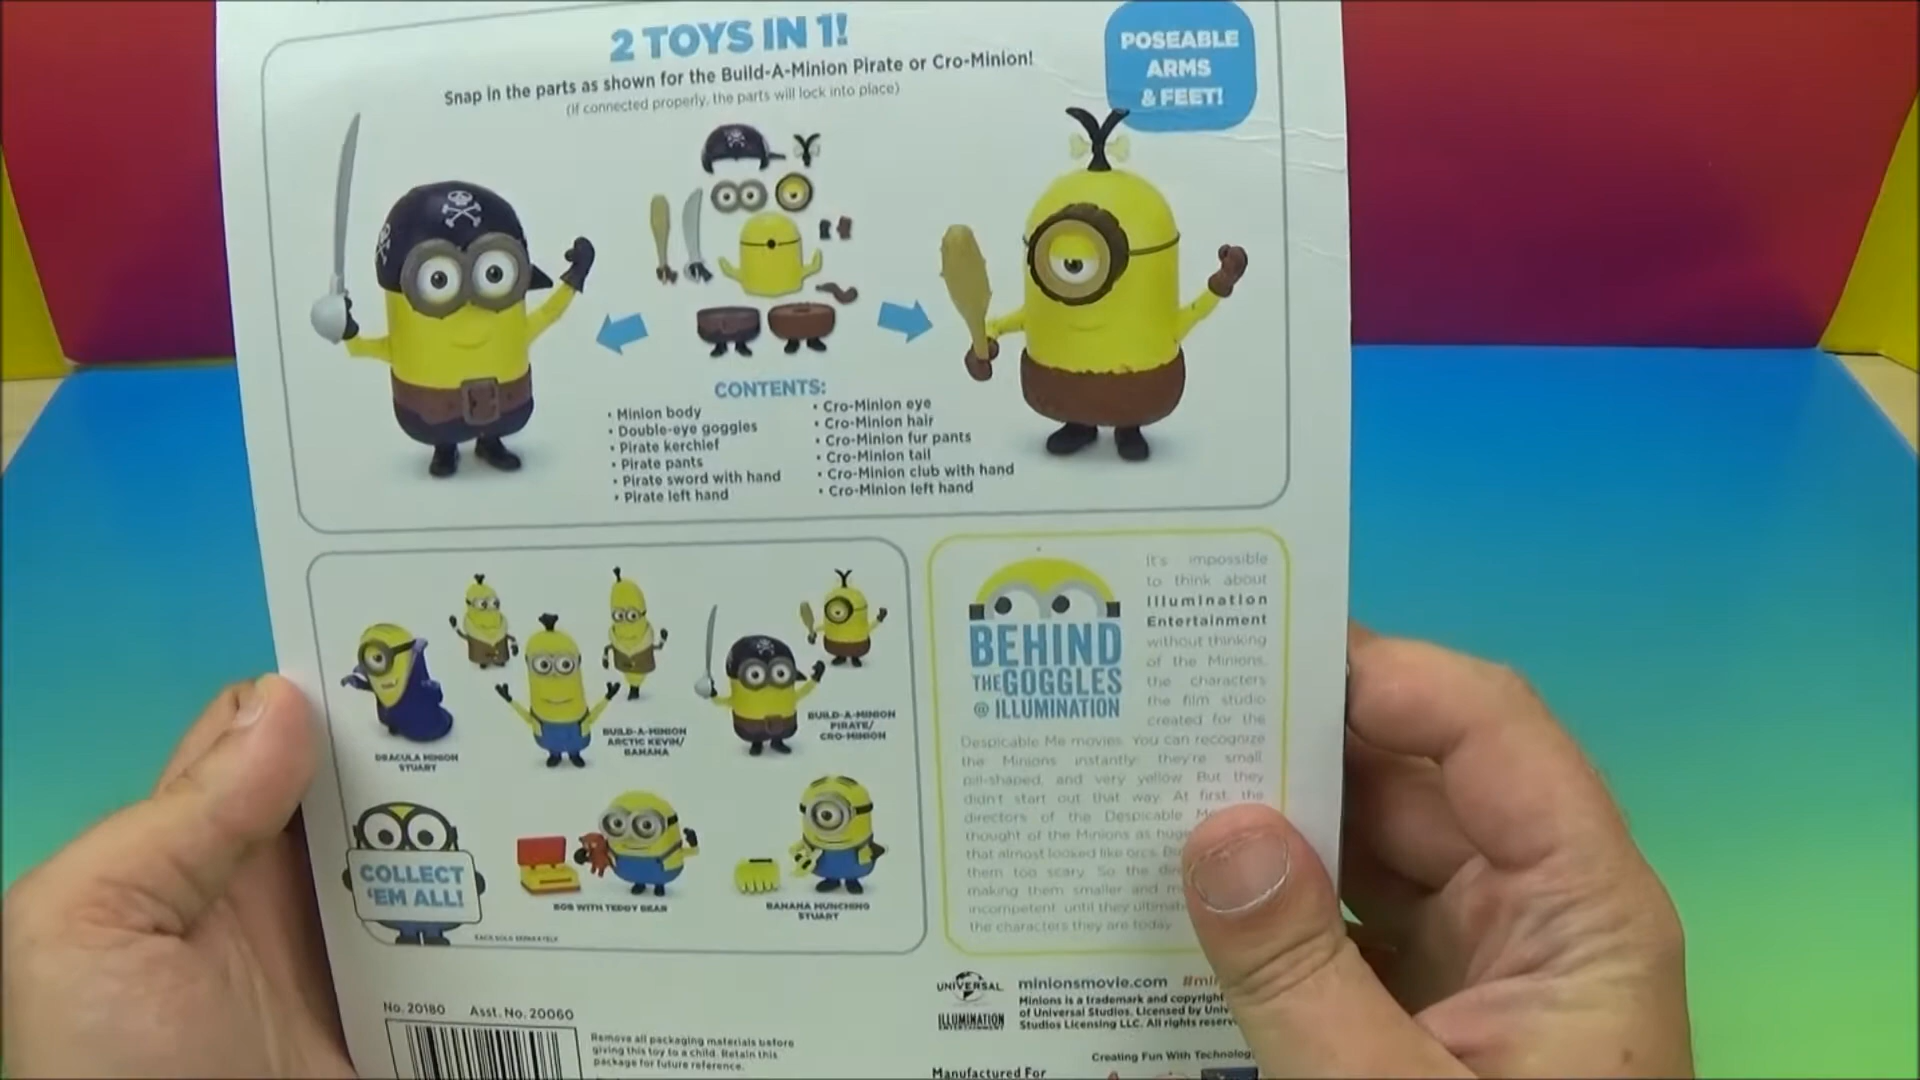 2 TOYS IN 1!
Snap in the parts as shown for the Build-A-Minion Pirate or Cro-Minion!
(If connected properly, the parts will lock into place)
POSEABLE
ARMS
& FEET!
CONTENTS:
• Minion body
• Double-eye goggles
• Pirate kerchief
• Pirate pants
• Pirate sword with hand
• Pirate left hand
• Cro-Minion eye
• Cro-Minion hair
• Cro-Minion fur pants
• Cro-Minion tail
• Cro-Minion club with hand
• Cro-Minion left hand
DRACULA MINION
STUART
BUILD-A-MINION
ARCTIC KEVIN/
BANANA
BUILD-A-MINION
PIRATE/
CRO-MINION
COLLECT
'EM ALL!
BOB WITH TEDDY BEAR
BANANA MUNCHING
STUART
EACH SOLD SEPARATELY
BEHIND
THE GOGGLES
@ ILLUMINATION
It's impossible
to think about
Illumination
Entertainment
without thinking
of the Minions,
the characters
the film studio
created for the
Despicable Me movies. You can recognize
the Minions instantly: they're small,
pill-shaped, and very yellow. But they
didn't start out that way. At first, the
directors of the Despicable
thought of the Minions as huge
that almost looked like orcs.
them too scary. So the
making them smaller and
incompetent until they
the characters they are today.
No. 20180 Asst. No. 20060
Remove all packaging materials before
giving this toy to a child. Retain this
package for future reference.
UNIVERSAL
ILLUMINATION
ENTERTAINMENT
minionsmovie.com
Minions is a trademark and copyright
of Universal Studios. Licensed by
Studios Licensing LLC. All rights
Creating Fun With
Manufactured For